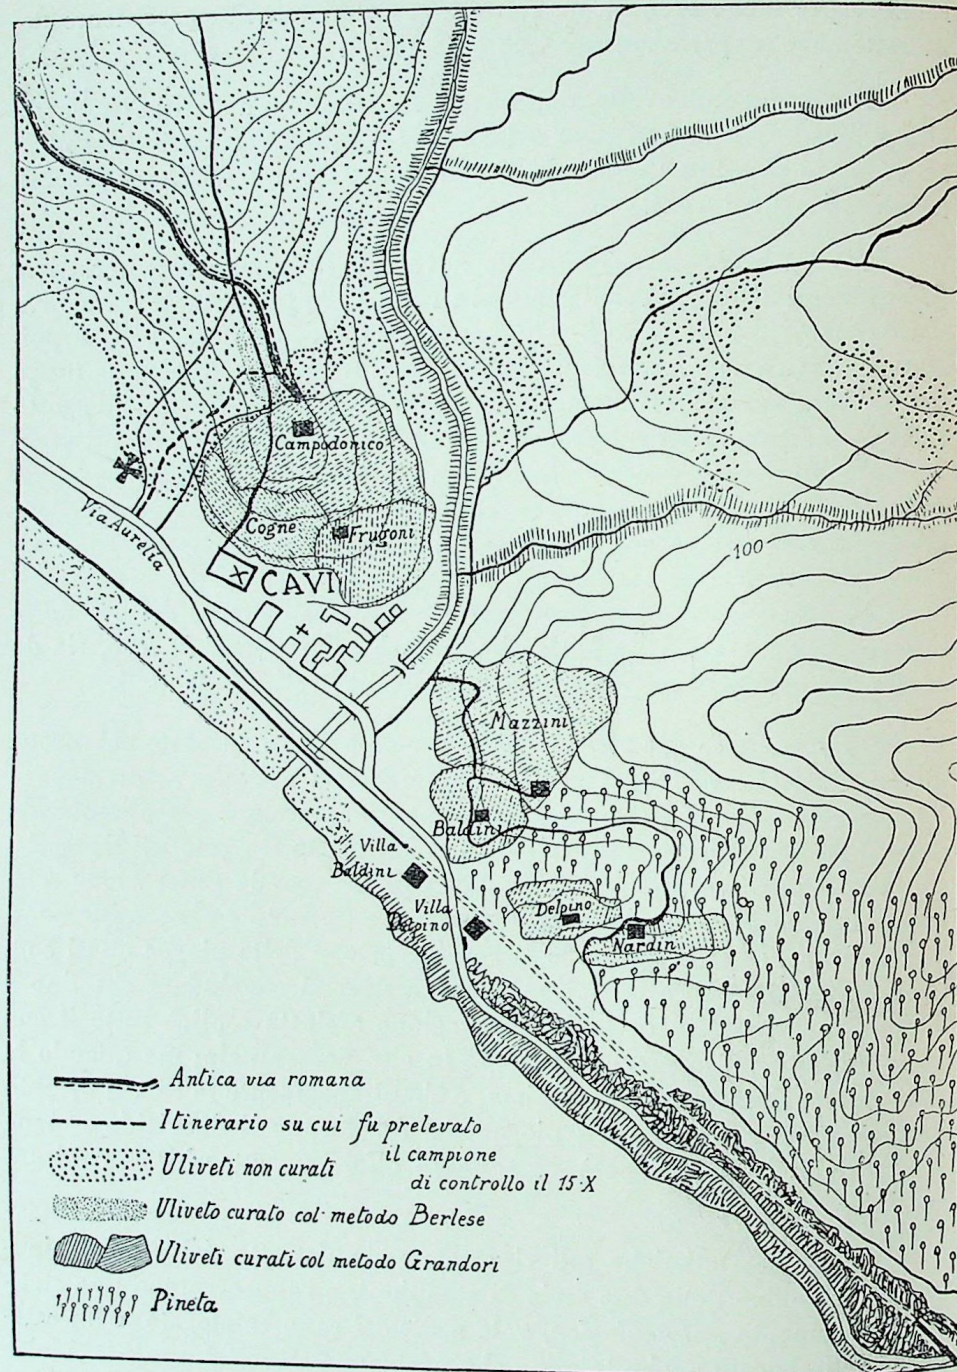 Campodonico
Cogne
Frugoni
Via Aurelia
CAVI
100
Mazzini
Baldini
Villa
Baldini
Villa
Delpino
Delpino
Nardin
Antica via romana
Itinerario su cui fu prelevato
il campione
di controllo il 15-X
Uliveti non curati
Uliveto curato col metodo Berlese
Uliveti curati col metodo Grandori
Pineta